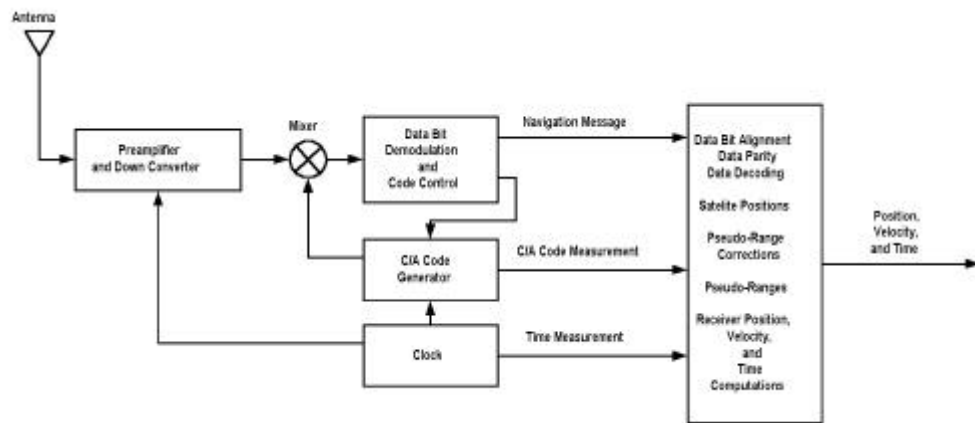 Antenna
Preamplifier
and Down Converter
Mixer
Data Bit
Demodulation
and
Code Control
C/A Code
Generator
Clock
Navigation Message
C/A Code Measurement
Time Measurement
Data Bit Alignment
Data Parity
Data Decoding
Satelite Positions
Pseudo-Range
Corrections
Pseudo-Ranges
Receiver Position,
Velocity,
and
Time
Computations
Position,
Velocity,
and Time